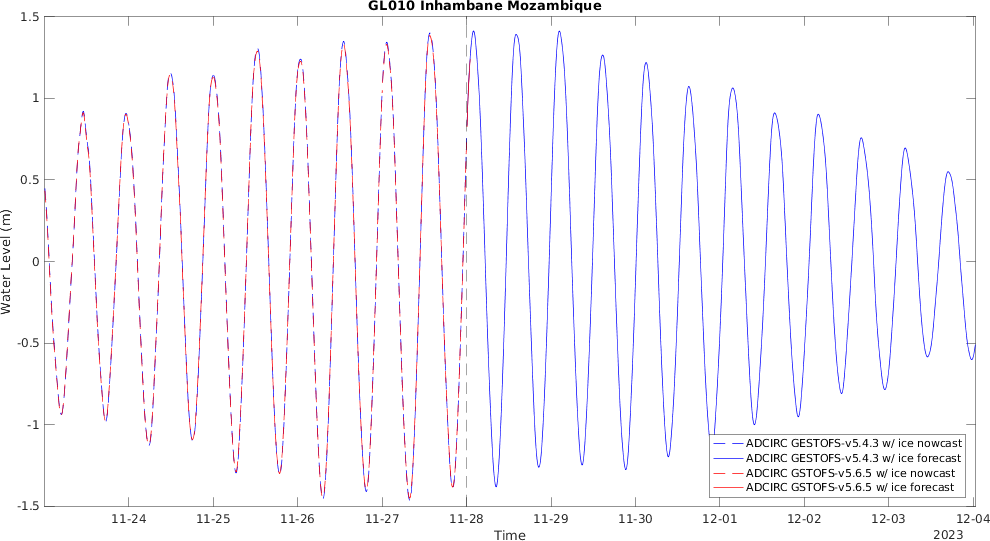 GL010 Inhambane Mozambique
Water Level (m)
1.5
1
0.5
0
-0.5
-1
-1.5
11-24
11-25
11-26
11-27
11-28
11-29
11-30
12-01
12-02
12-03
12-04
Time
2023
ADCIRC GESTOFS-v5.4.3 w/ ice nowcast
ADCIRC GESTOFS-v5.4.3 w/ ice forecast
ADCIRC GSTOFS-v5.6.5 w/ ice nowcast
ADCIRC GSTOFS-v5.6.5 w/ ice forecast